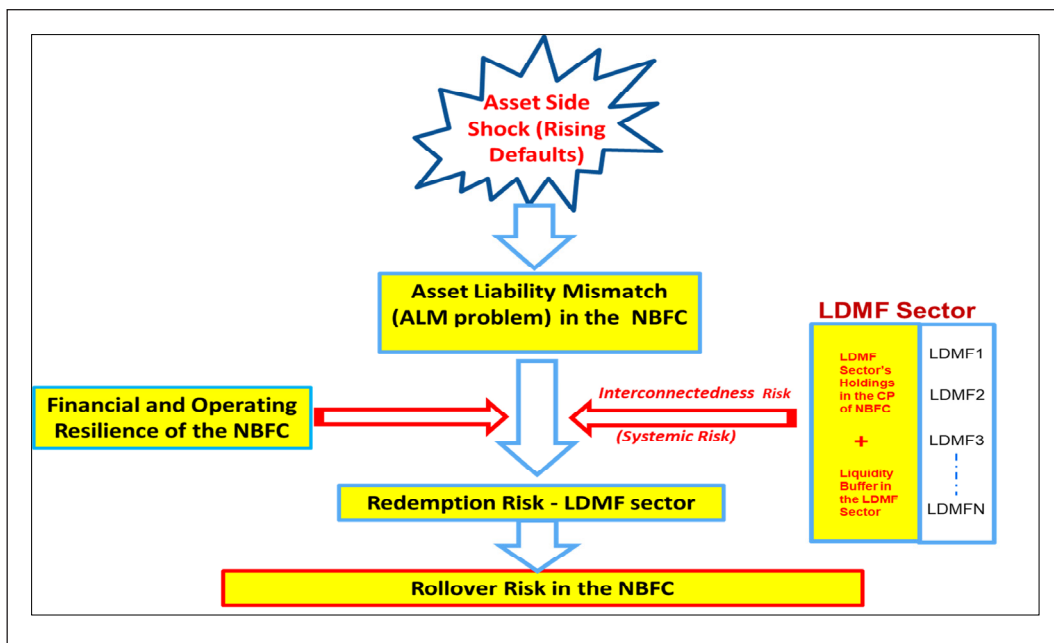 Asset Side
Shock (Rising
Defaults)
Asset Liability Mismatch
(ALM problem) in the NBFC
Financial and Operating
Resilience of the NBFC
Interconnectedness Risk
(Systemic Risk)
LDMF Sector
LDMF
Sector's
Holdings
in the CP
of NBFC
+
Liquidity
Buffer in
the LDMF
Sector
LDMF1
LDMF2
LDMF3
LDMFN
Redemption Risk - LDMF sector
Rollover Risk in the NBFC